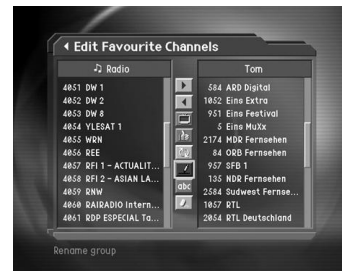 Edit Favourite Channels
Radio
4051 DW 1
4052 DW 2
4053 DW 8
4054 YLESAT 1
4055 WRN
4056 REE
4057 RFI 1 - ACTUALIT...
4058 RFI 2 - ASIAN LA...
4059 RNW
4060 RAIRADIO Intern...
4061 RDP ESPECIAL Ta...
abc
Tom
584 ARD Digital
1052 Eins Extra
951 Eins Festival
5 Eins MuXx
2174 MDR Fernsehen
84 ORB Fernsehen
957 SFB 1
135 NDR Fernsehen
2584 Sudwest Fernse...
1057 RTL
2054 RTL Deutschland
Rename group